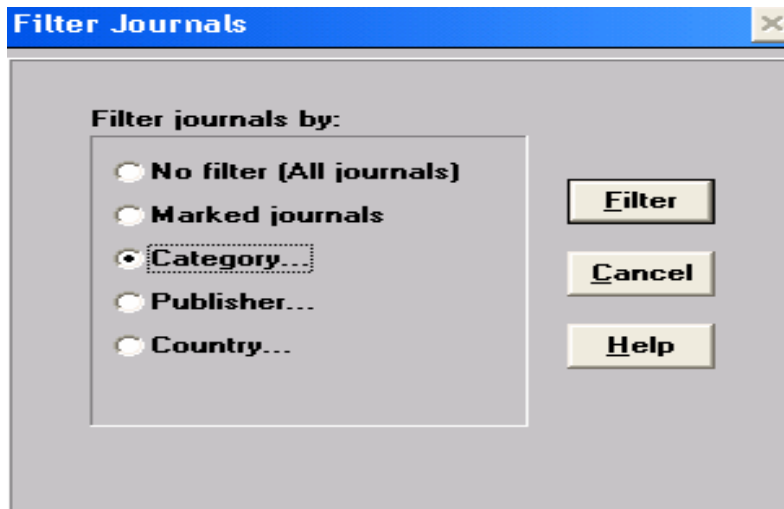 Filter Journals
Filter journals by:
No filter (All journals)
Marked journals
Category...
Publisher...
Country...
Filter
Cancel
Help